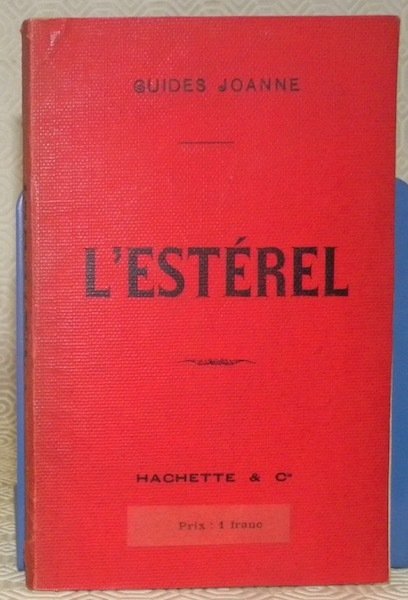 GUIDES JOANNE
L'ESTÉREL
HACHETTE & Cie
Prix : 1 franc